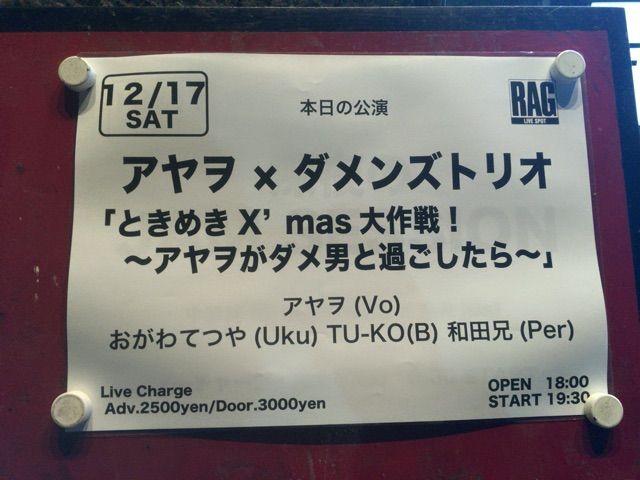 12/17
SAT
本日の公演
RAG
LIVE SPOT
アヤヲ × ダメンズトリオ
「ときめき X’mas 大作戦！
～アヤヲがダメ男と過ごしたら～」
アヤヲ (Vo)
おがわてつや (Uku) TU-KO(B) 和田兄 (Per)
Live Charge
Adv.2500yen/Door.3000yen
OPEN 18:00
START 19:30